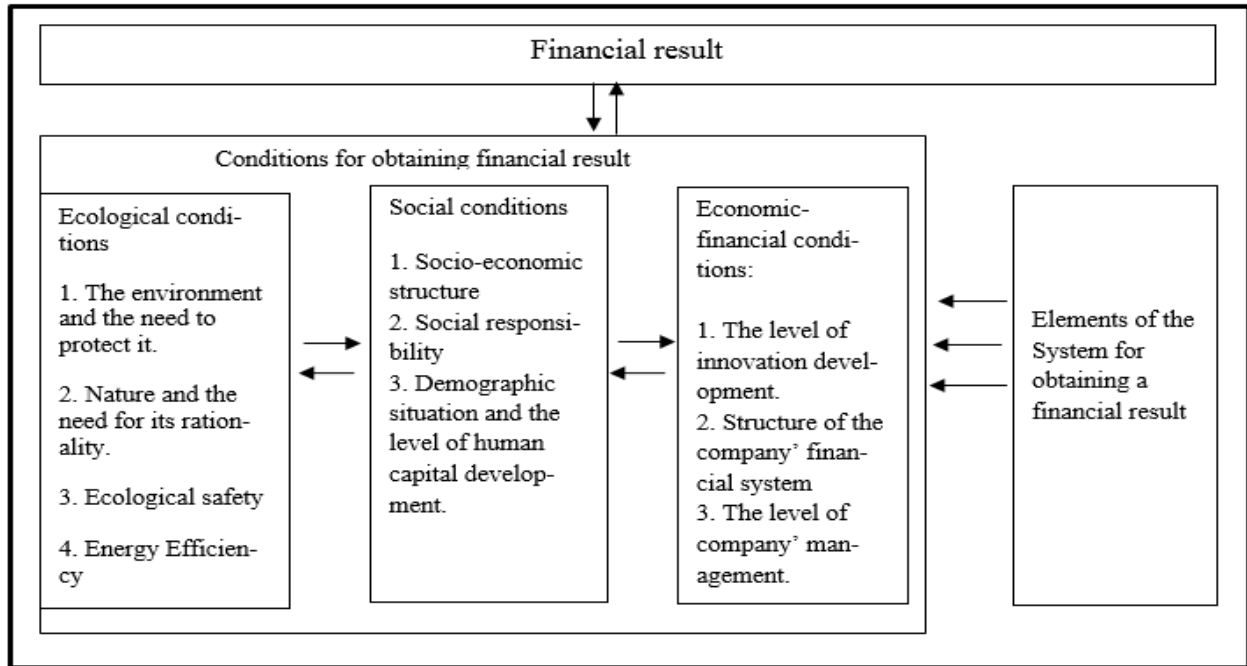 Financial result
Conditions for obtaining financial result
Ecological condi-
tions
1. The environment
and the need to
protect it.
2. Nature and the
need for its ration-
ality.
3. Ecological safety
4. Energy Efficien-
cy
Social conditions
1. Socio-economic
structure
2. Social responsi-
bility
3. Demographic
situation and the
level of human
capital develop-
ment.
Economic-
financial condi-
tions:
1. The level of
innovation devel-
opment.
2. Structure of the
company’ finan-
cial system
3. The level of
company’ man-
agement.
Elements of the
System for
obtaining a
financial result